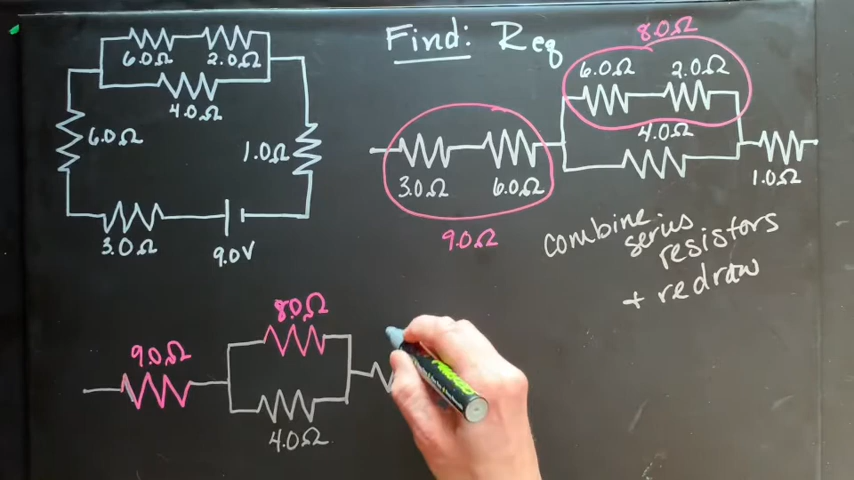 Find: Req
6.0Ω 2.0Ω
4.0Ω
6.0Ω
1.0Ω
3.0Ω
9.0V
8.0Ω
6.0Ω 2.0Ω
4.0Ω
3.0Ω 6.0Ω
1.0Ω
9.0Ω
combine
series
resistors
+ redraw
8.0Ω
9.0Ω
4.0Ω